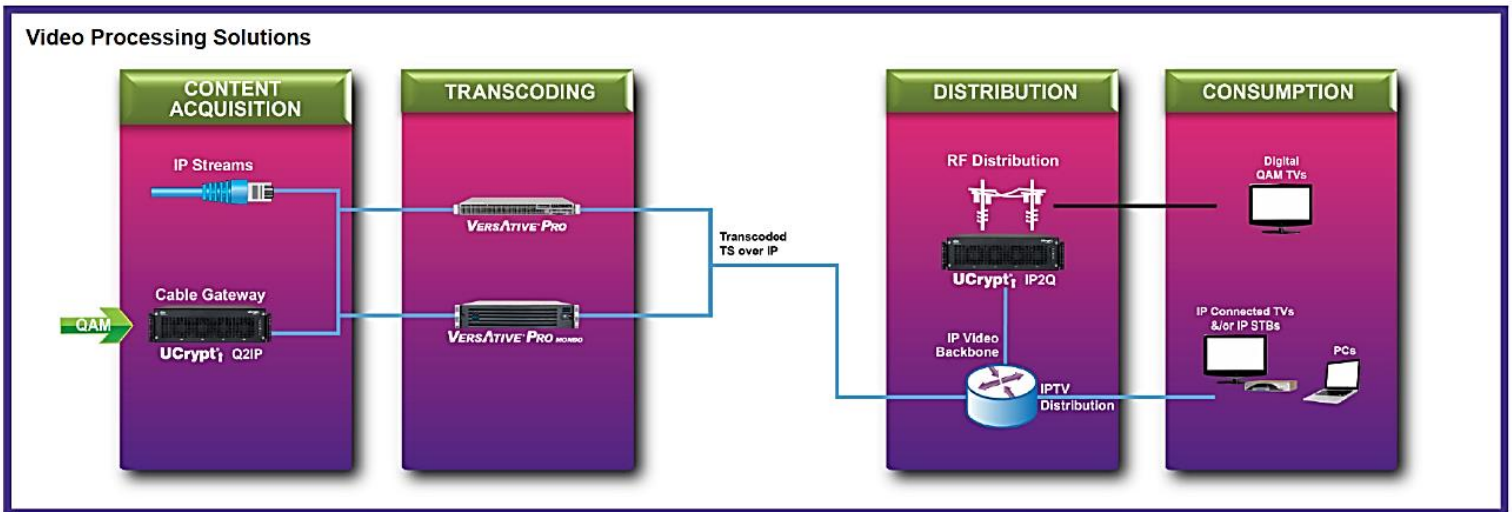 Video Processing Solutions
CONTENT
ACQUISITION
IP Streams
Cable Gateway
QAM
UCrypt Q2IP
TRANSCODING
VERSATIVE PRO
VERSATIVE PRO MONDO
Transcoded
TS over IP
DISTRIBUTION
RF Distribution
UCrypt IP2Q
IP Video
Backbone
IPTV
Distribution
CONSUMPTION
Digital
QAM TVs
IP Connected TVs
&/or IP STBs
PCs